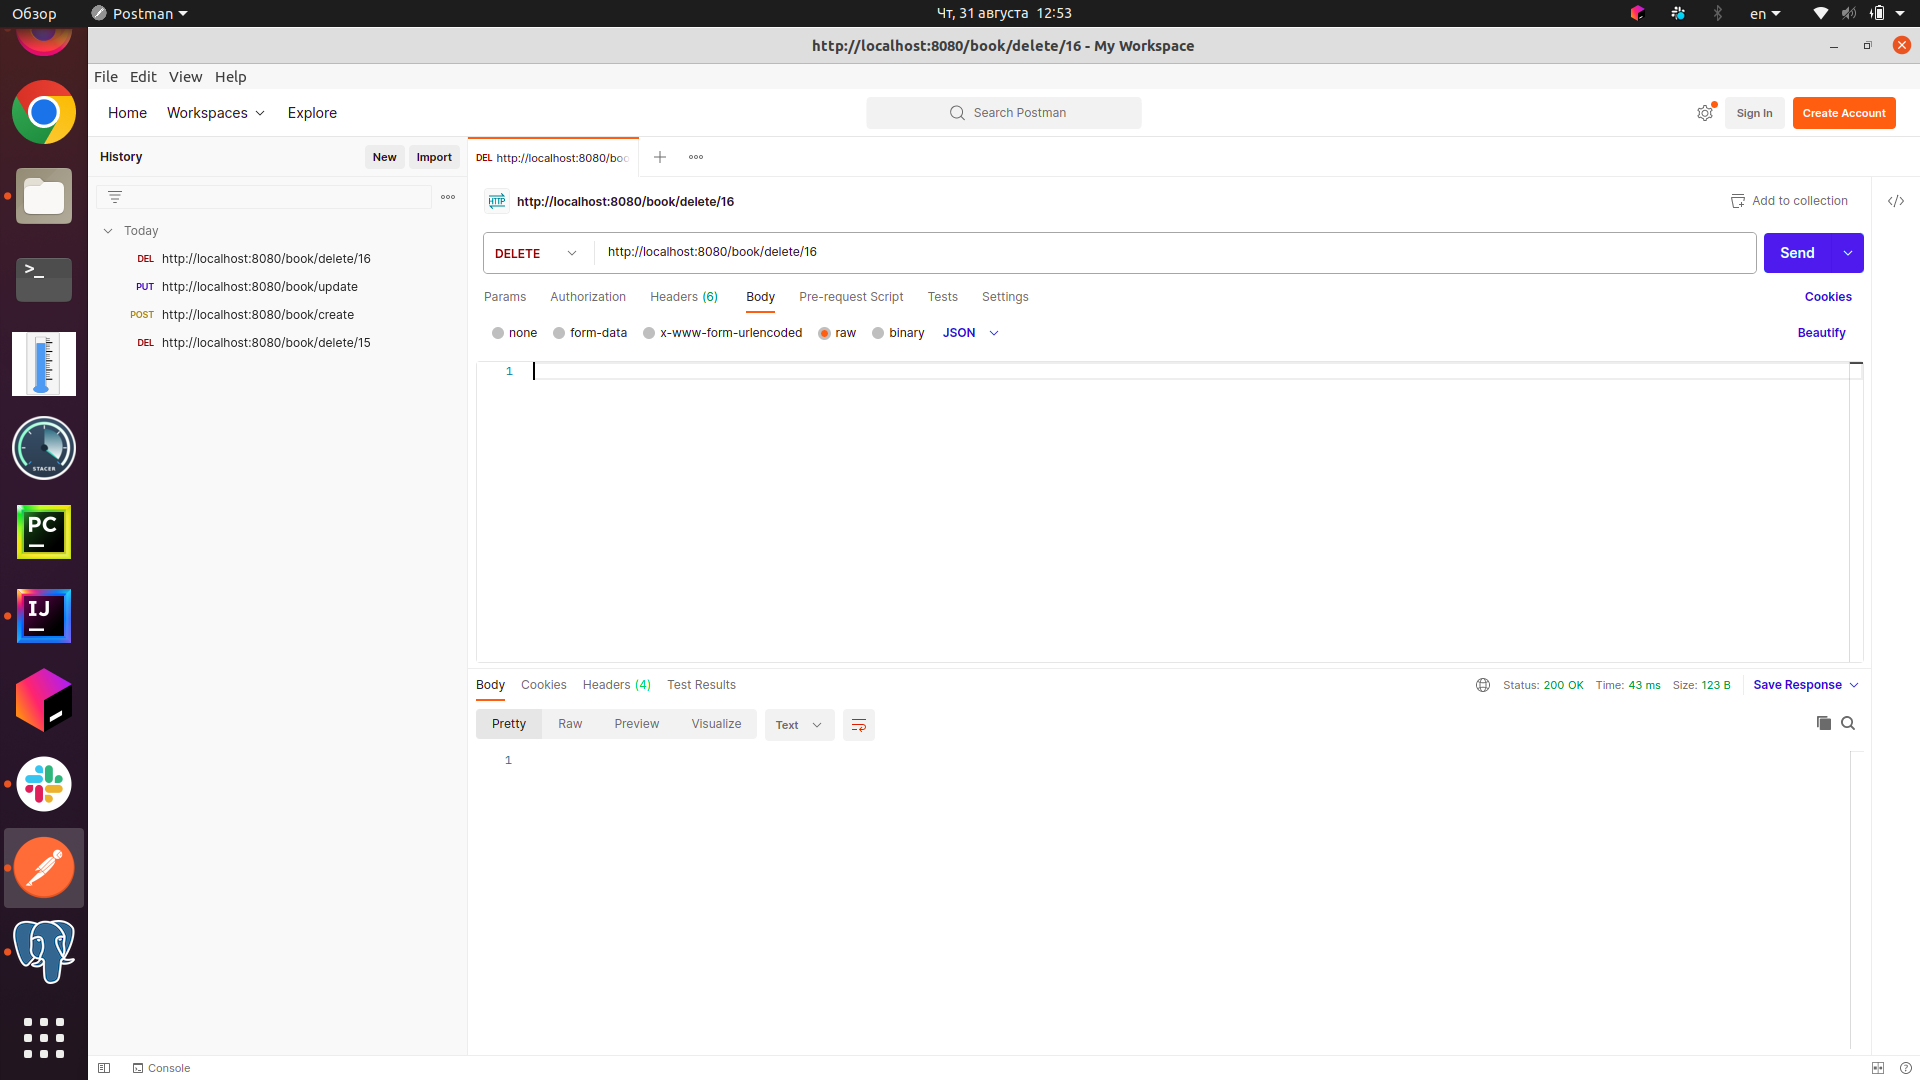 Обзор
Postman
Чт, 31 августа 12:53
en
http://localhost:8080/book/delete/16 - My Workspace
File Edit View Help
Home Workspaces Explore
Search Postman
Sign In
Create Account
History
New
Import
DEL http://localhost:8080/boo
HTTP http://localhost:8080/book/delete/16
Add to collection
</>
Today
DEL http://localhost:8080/book/delete/16
PUT http://localhost:8080/book/update
POST http://localhost:8080/book/create
DEL http://localhost:8080/book/delete/15
DELETE
http://localhost:8080/book/delete/16
Send
Params Authorization Headers (6) Body Pre-request Script Tests Settings
Cookies
none form-data x-www-form-urlencoded raw binary JSON
Beautify
1
Body Cookies Headers (4) Test Results
Status: 200 OK Time: 43 ms Size: 123 B
Save Response
Pretty Raw Preview Visualize
Text
1
Console
>_
STACER
PC
IJ